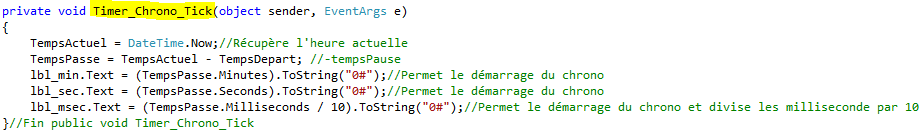 private void Timer_Chrono_Tick(object sender, EventArgs e)
{
    TempsActuel = DateTime.Now;//Récupère l'heure actuelle
    TempsPasse = TempsActuel - TempsDepart; //-tempsPause
    lbl_min.Text = (TempsPasse.Minutes).ToString("0#");//Permet le démarrage du chrono
    lbl_sec.Text = (TempsPasse.Seconds).ToString("0#");//Permet le démarrage du chrono
    lbl_msec.Text = (TempsPasse.Milliseconds / 10).ToString("0#");//Permet le démarrage du chrono et divise les milliseconde par 10
}//Fin public void Timer_Chrono_Tick